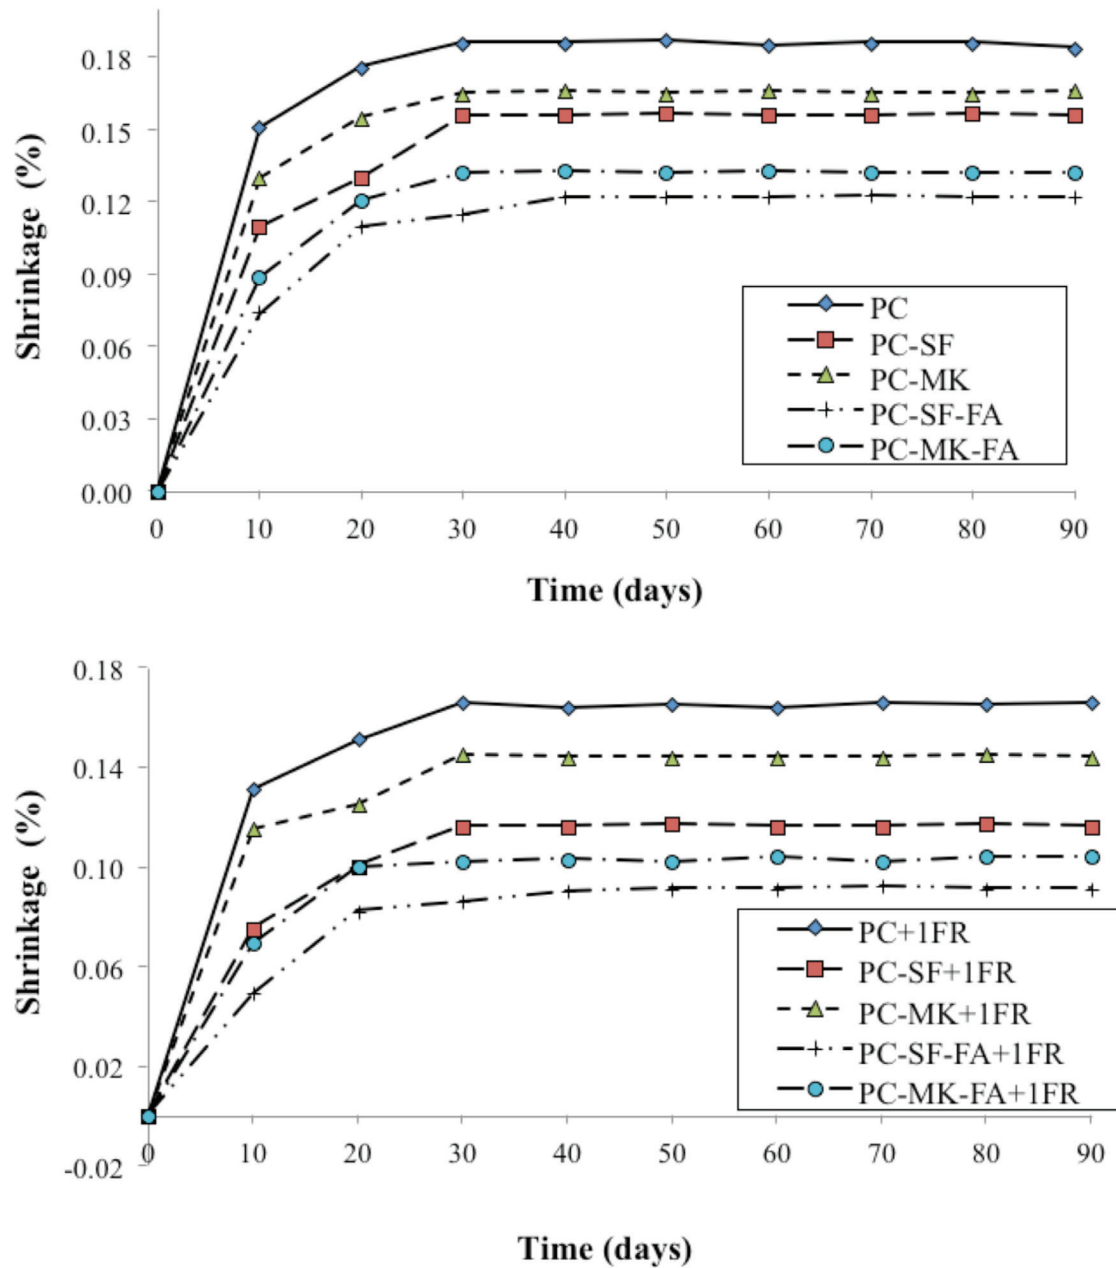 0.18
0.15
0.12
0.09
0.06
0.03
0.00
Shrinkage (%)
PC
PC-SF
PC-MK
PC-SF-FA
PC-MK-FA
0 10 20 30 40 50 60 70 80 90
Time (days)
0.18
0.14
0.10
0.06
0.02
-0.02
Shrinkage (%)
PC+1FR
PC-SF+1FR
PC-MK+1FR
PC-SF-FA+1FR
PC-MK-FA+1FR
0 10 20 30 40 50 60 70 80 90
Time (days)